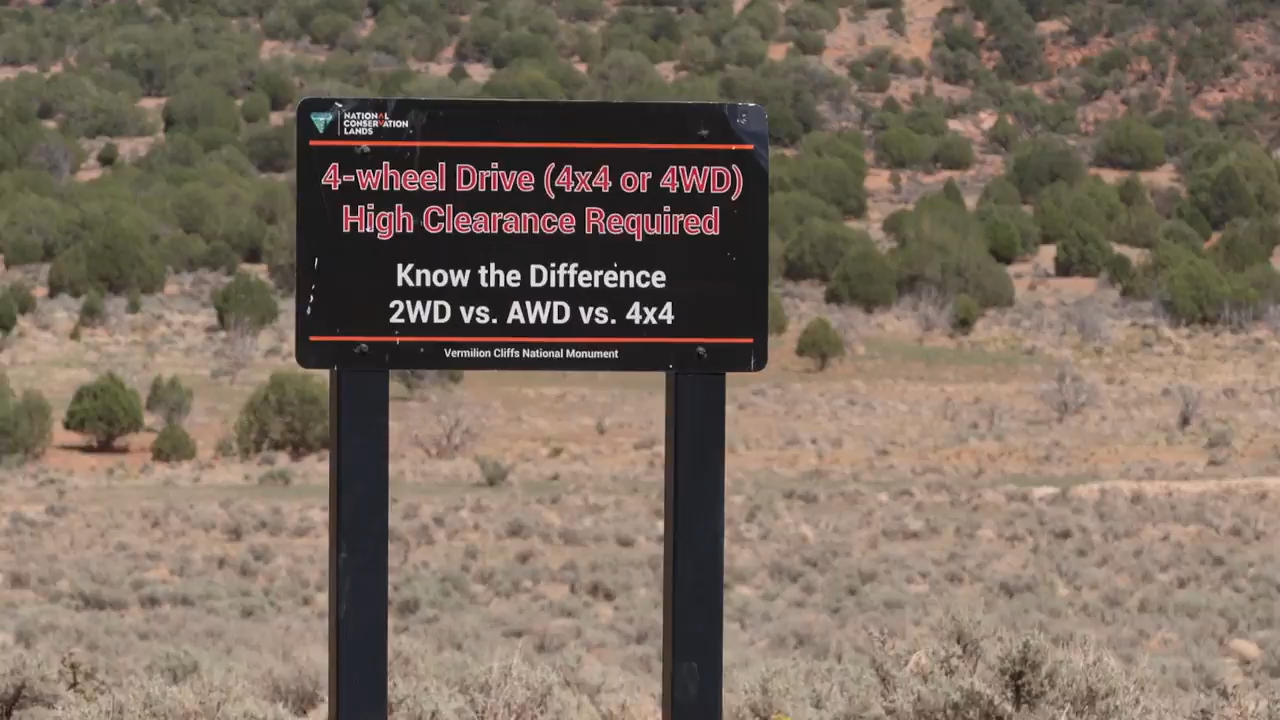 NATIONAL
CONSERVATION
LANDS
4-wheel Drive (4x4 or 4WD)
High Clearance Required
Know the Difference
2WD vs. AWD vs. 4x4
Vermilion Cliffs National Monument